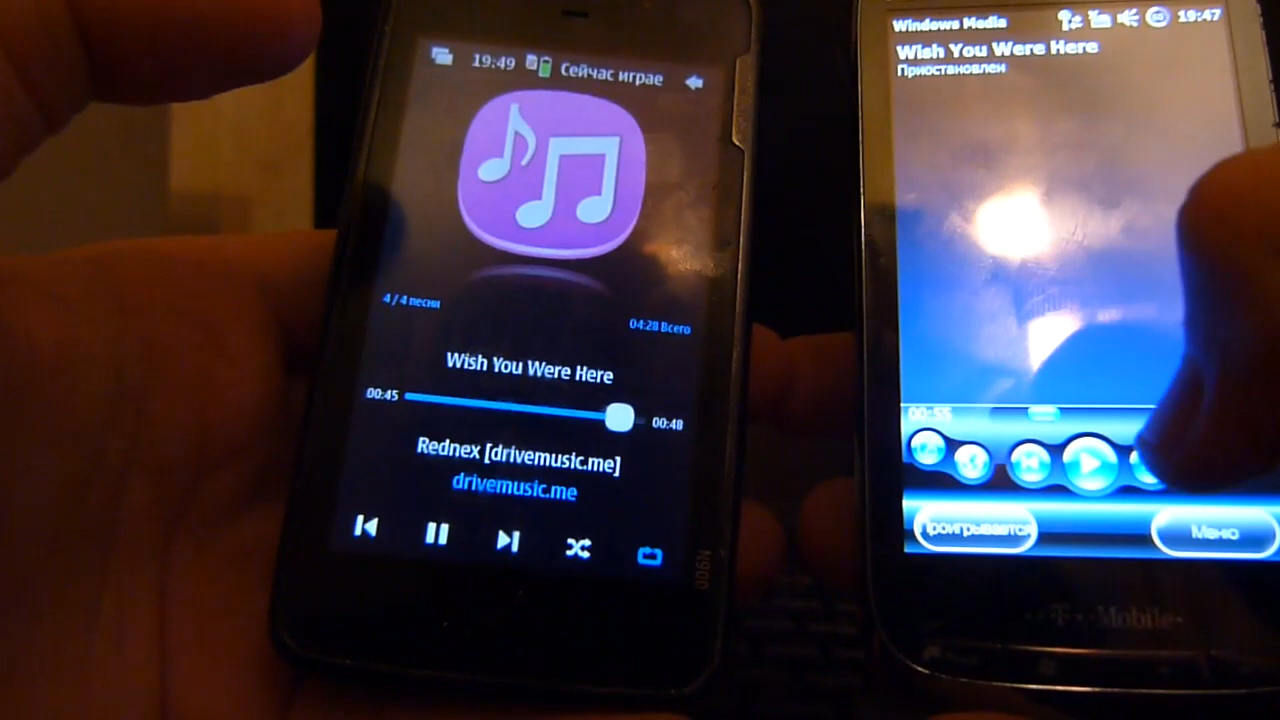 19:49 Сейчас играе
4 / 4 песни
04:28 Всего
Wish You Were Here
00:45
00:48
Rednex [drivemusic.me]
drivemusic.me
N900
Windows Media 19:47
Wish You Were Here
Приостановлен
00:55
Проигрывается
Меню
T-Mobile